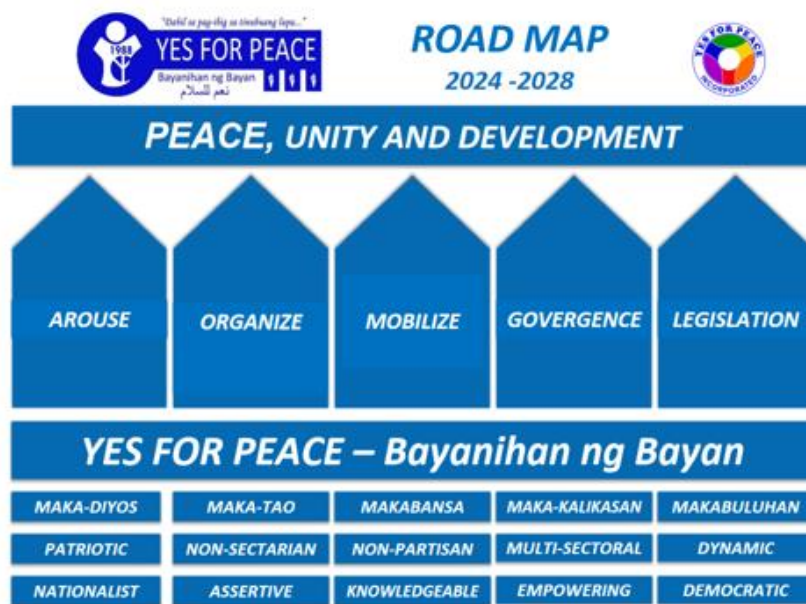 "Dahil sa pag-ibig sa tinubuang lupa..."
1988
YES FOR PEACE
Bayanihan ng Bayan
نعم للسلام
ROAD MAP
2024 -2028
YES FOR PEACE
INCORPORATED
PEACE, UNITY AND DEVELOPMENT
AROUSE
ORGANIZE
MOBILIZE
GOVERGENCE
LEGISLATION
YES FOR PEACE – Bayanihan ng Bayan
MAKA-DIYOS
MAKA-TAO
MAKABANSA
MAKA-KALIKASAN
MAKABULUHAN
PATRIOTIC
NON-SECTARIAN
NON-PARTISAN
MULTI-SECTORAL
DYNAMIC
NATIONALIST
ASSERTIVE
KNOWLEDGEABLE
EMPOWERING
DEMOCRATIC